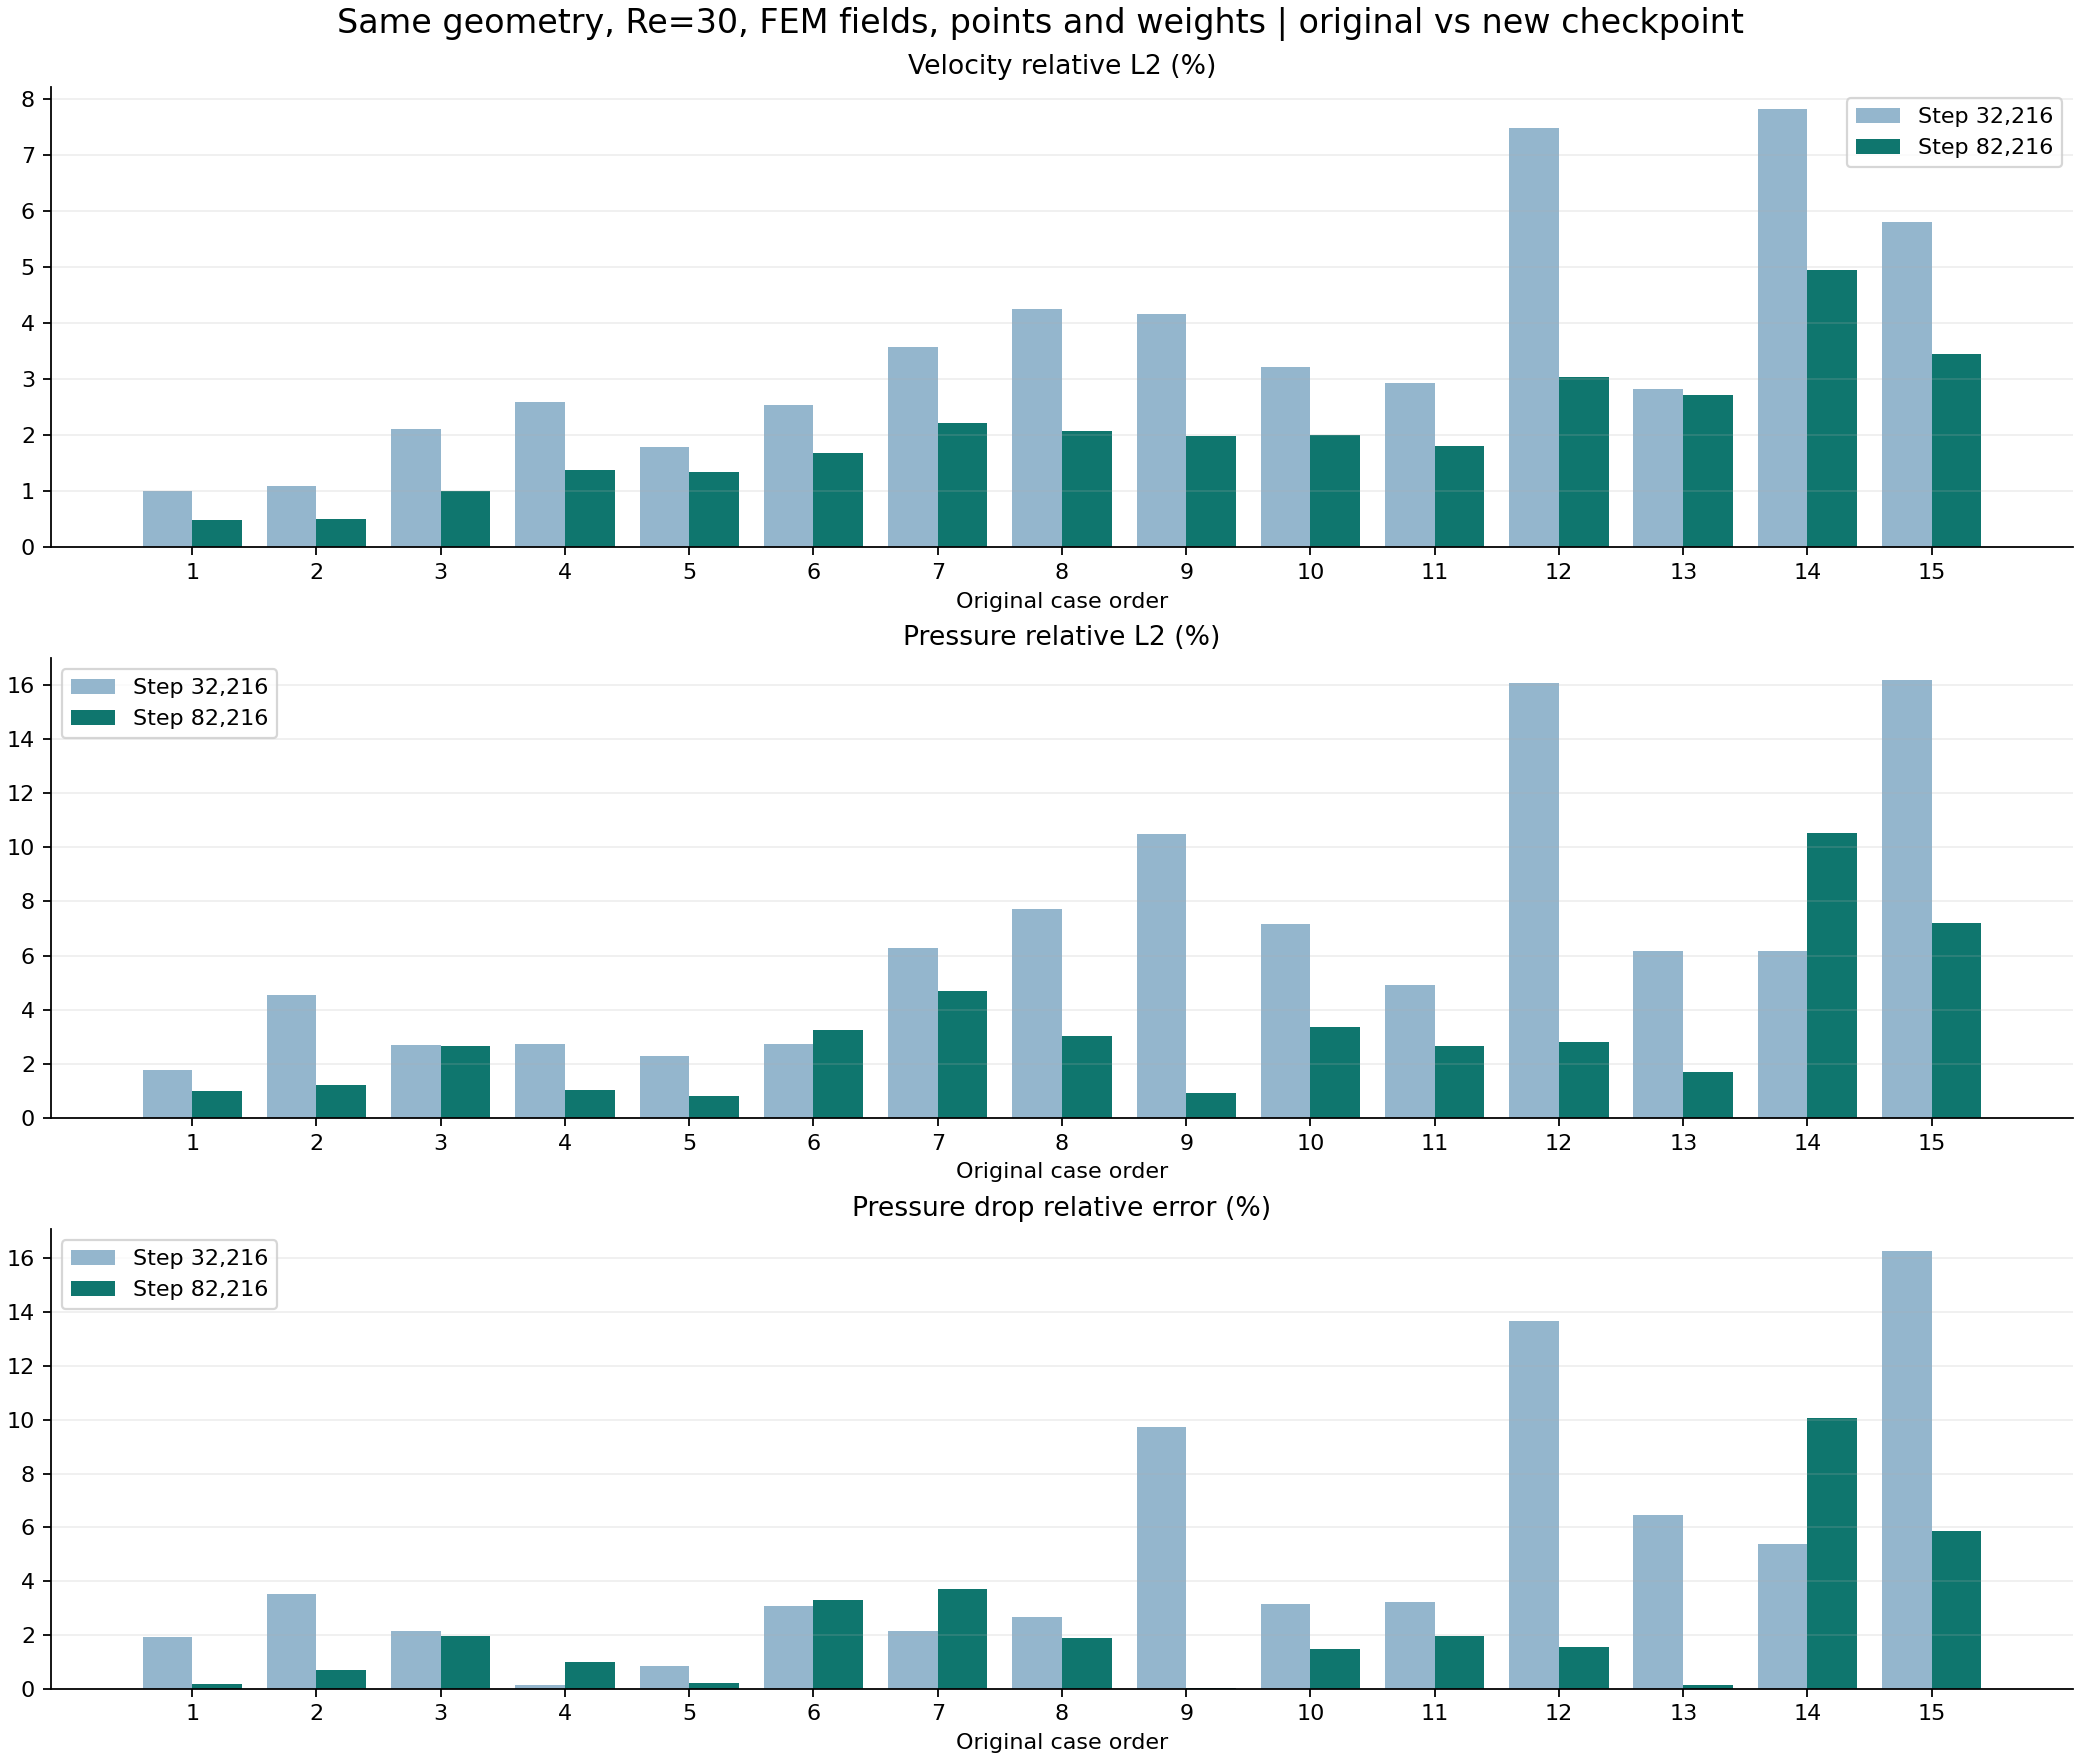 Same geometry, Re=30, FEM fields, points and weights | original vs new checkpoint
Velocity relative L2 (%)
8
7
6
5
4
3
2
1
0
Step 32,216
Step 82,216
1 2 3 4 5 6 7 8 9 10 11 12 13 14 15
Original case order
Pressure relative L2 (%)
16
14
12
10
8
6
4
2
0
Step 32,216
Step 82,216
1 2 3 4 5 6 7 8 9 10 11 12 13 14 15
Original case order
Pressure drop relative error (%)
16
14
12
10
8
6
4
2
0
Step 32,216
Step 82,216
1 2 3 4 5 6 7 8 9 10 11 12 13 14 15
Original case order